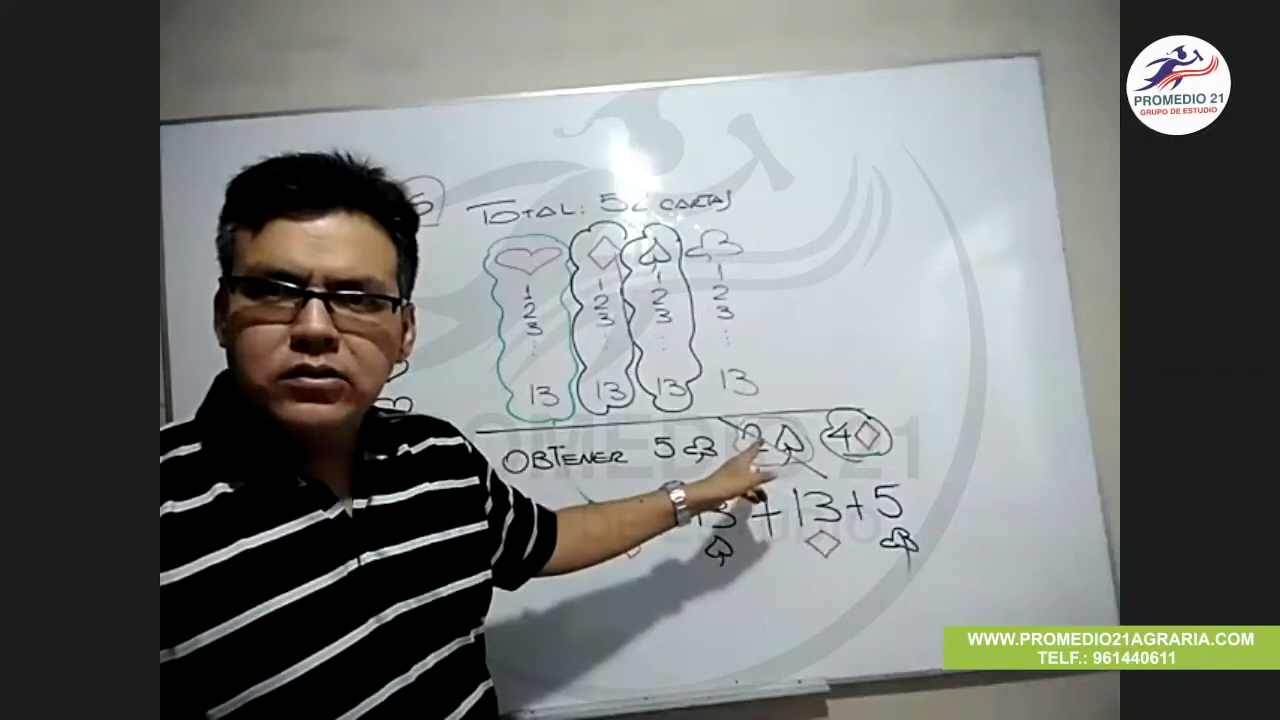 PROMEDIO 21
GRUPO DE ESTUDIO
TOTAL: 52 CARTAS
1 1 1 1
2 2 2 2
3 3 3 3
⋮ ⋮ ⋮ ⋮
13 13 13 13
OBTENER 5♣ 2♠ 4♦
13 + 13 + 5
♠ ♦ ♣
WWW.PROMEDIO21AGRARIA.COM
TELF.: 961440611